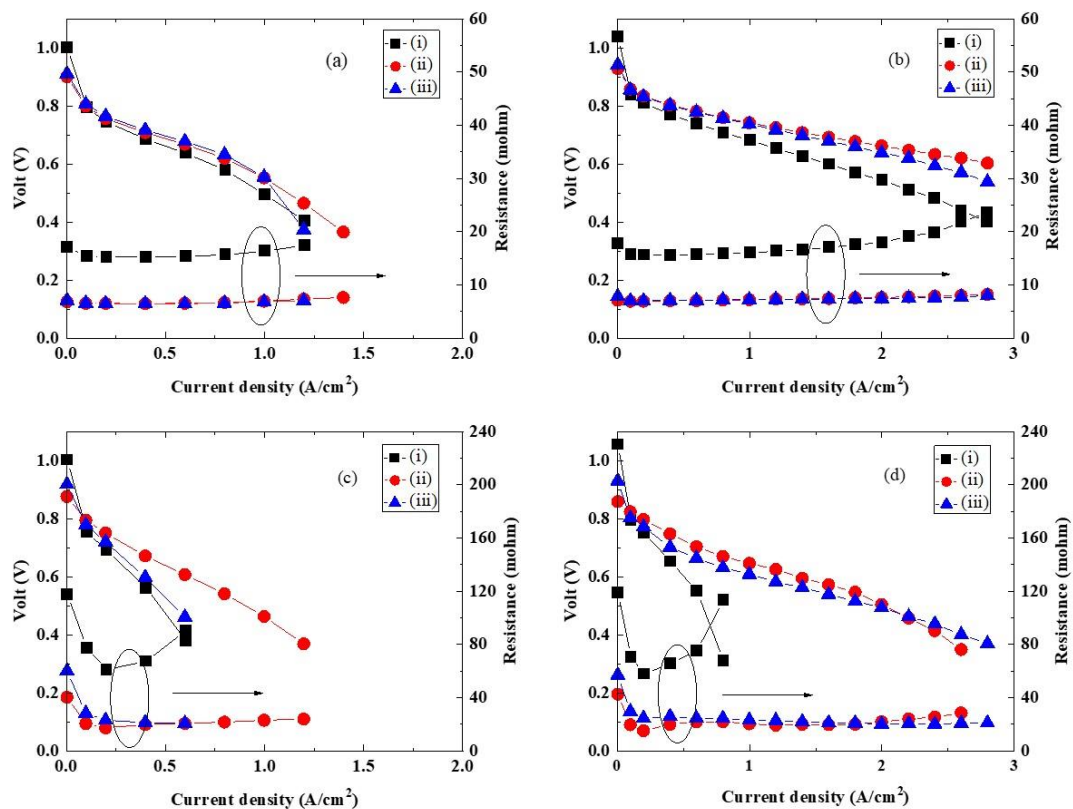 60
(i)
(ii)
(iii)
(a)
1.0
50
0.8
40
0.6
30
0.4
20
0.2
10
0.0
0
0.0
0.5
1.0
1.5
2.0
Volt (V)
Resistance (mohm)
Current density (A/cm²)
60
(i)
(ii)
(iii)
(b)
1.0
50
0.8
40
0.6
30
0.4
20
0.2
10
0.0
0
0
1
2
3
Volt (V)
Resistance (mohm)
Current density (A/cm²)
240
(i)
(ii)
(iii)
(c)
1.0
200
0.8
160
0.6
120
0.4
80
0.2
40
0.0
0
0.0
0.5
1.0
1.5
2.0
Volt (V)
Resistance (mohm)
Current density (A/cm²)
240
(i)
(ii)
(iii)
(d)
1.0
200
0.8
160
0.6
120
0.4
80
0.2
40
0.0
0
0
1
2
3
Volt (V)
Resistance (mohm)
Current density (A/cm²)